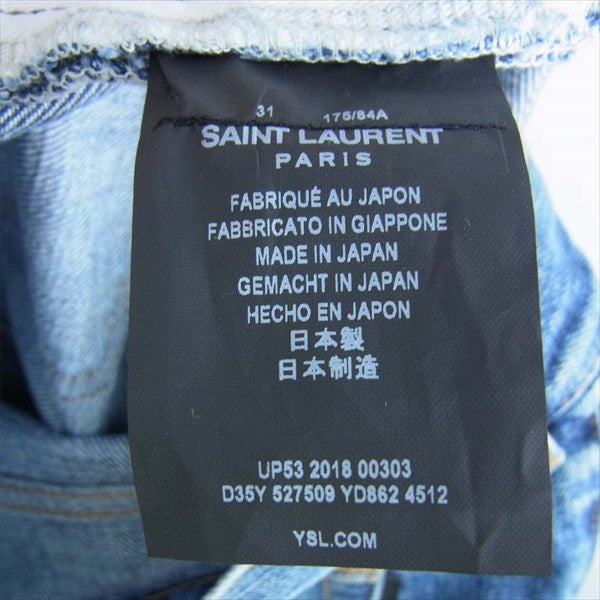 31 175/84A
SAINT LAURENT
PARIS
FABRIQUÉ AU JAPON
FABBRICATO IN GIAPPONE
MADE IN JAPAN
GEMACHT IN JAPAN
HECHO EN JAPON
日本製
日本制造
UP53 2018 00303
D35Y 527509 YD862 4512
YSL.COM